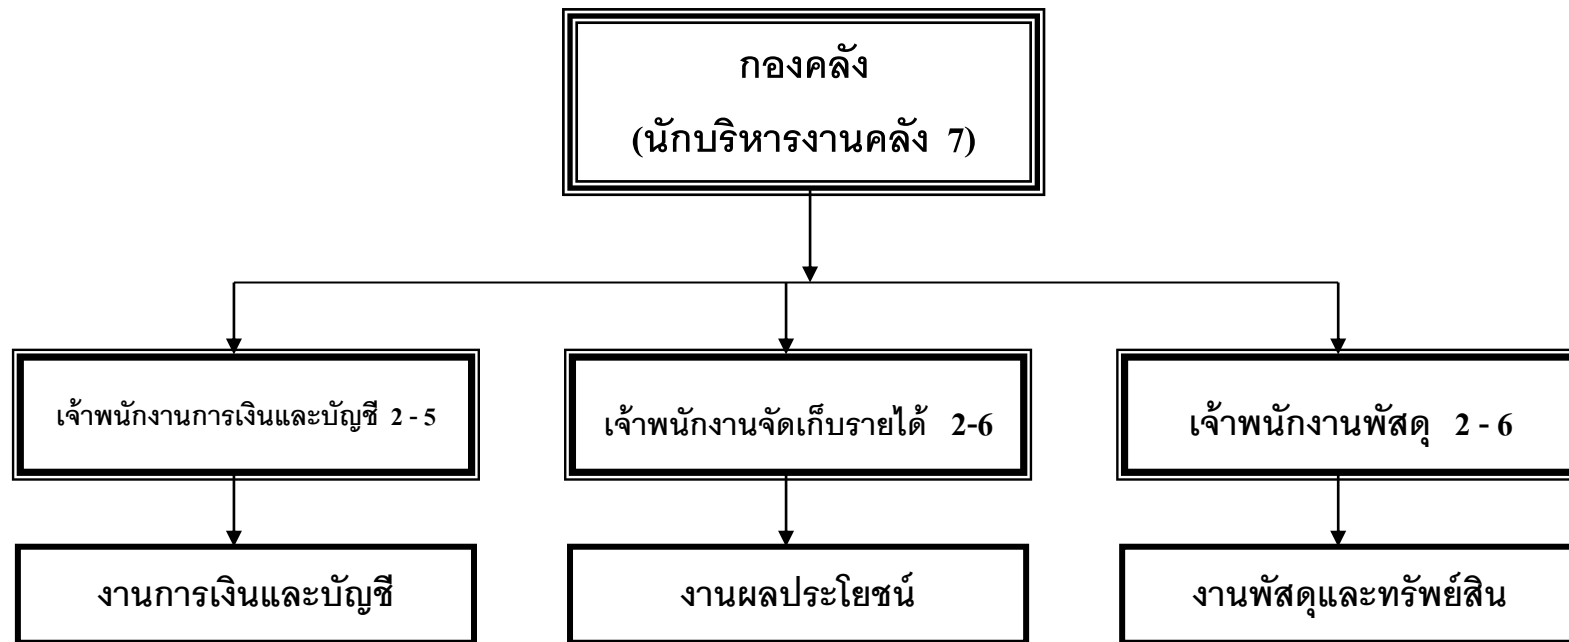 กองคลัง
(นักบริหารงานคลัง 7)
เจ้าพนักงานการเงินและบัญชี 2 - 5
เจ้าพนักงานจัดเก็บรายได้ 2-6
เจ้าพนักงานพัสดุ 2 - 6
งานการเงินและบัญชี
งานผลประโยชน์
งานพัสดุและทรัพย์สิน